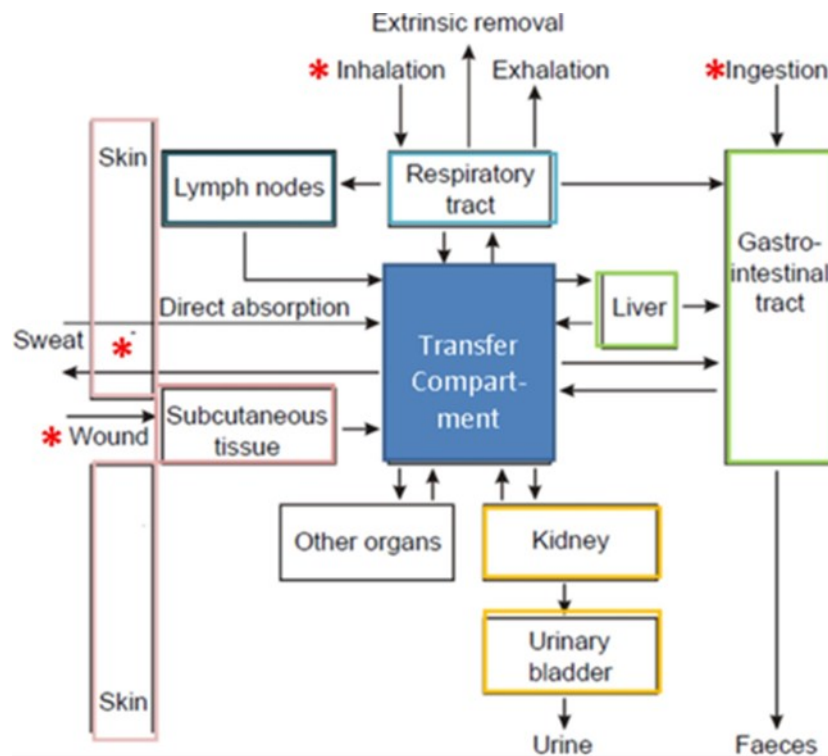 Extrinsic removal
* Inhalation
Exhalation
*Ingestion
Skin
Lymph nodes
Respiratory
tract
Gastro-
intestinal
tract
Direct absorption
Liver
Sweat
*
Transfer
Compart-
ment
* Wound
Subcutaneous
tissue
Other organs
Kidney
Urinary
bladder
Skin
Urine
Faeces